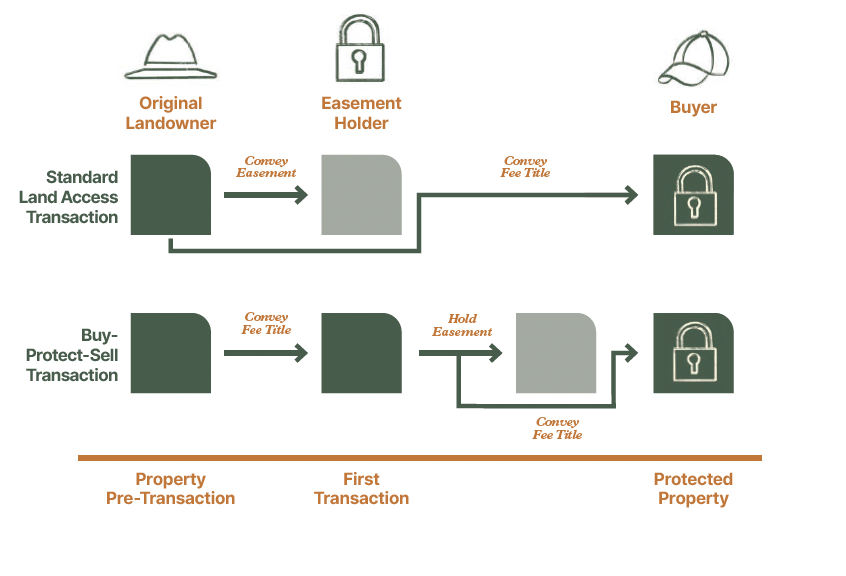 Original
Landowner
Easement
Holder
Buyer
Standard
Land Access
Transaction
Convey
Easement
Convey
Fee Title
Buy-
Protect-Sell
Transaction
Convey
Fee Title
Hold
Easement
Convey
Fee Title
Property
Pre-Transaction
First
Transaction
Protected
Property